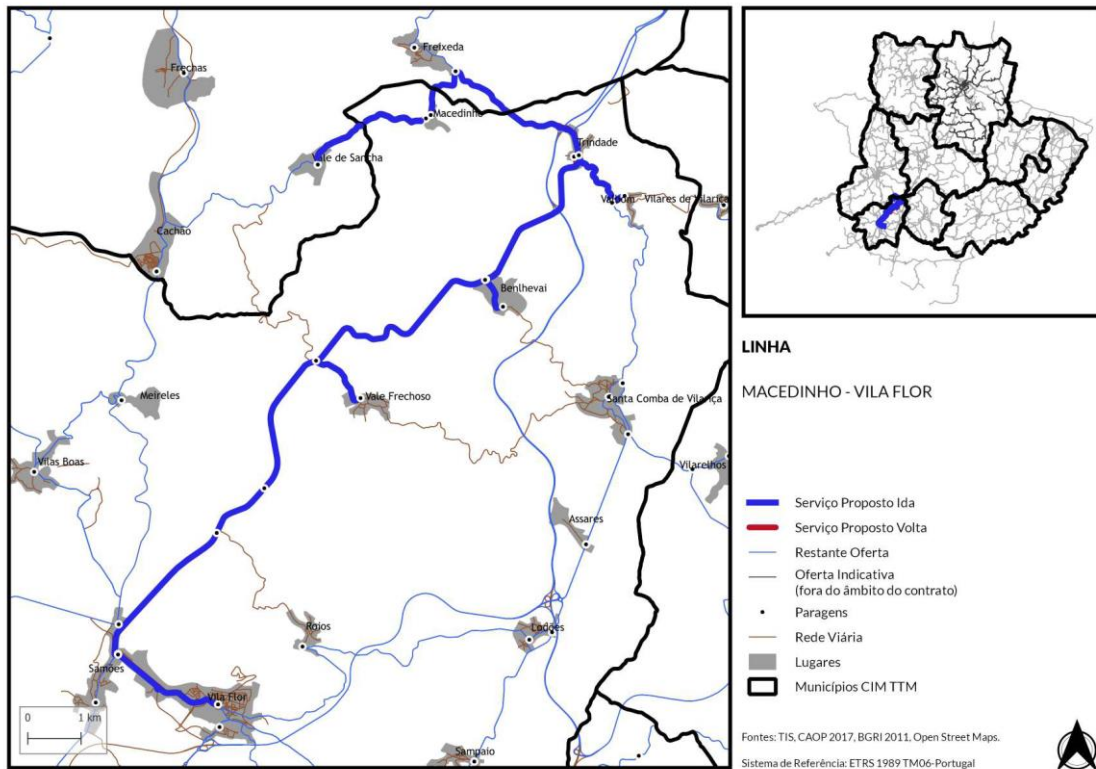 Freixeda
Frechas
Macedinho
Trindade
Vale de Sancha
Valbom
Vilares de Vilariça
Cachão
Benlhevai
Meireles
Vale Frechoso
Santa Comba de Vilariça
Vilas Boas
Vilarelhos
Assares
Roios
Lodões
Samões
Vila Flor
Sampaio
0 1 km
LINHA
MACEDINHO - VILA FLOR
Serviço Proposto Ida
Serviço Proposto Volta
Restante Oferta
Oferta Indicativa
(fora do âmbito do contrato)
Paragens
Rede Viária
Lugares
Municípios CIM TTM
Fontes: TIS, CAOP 2017, BGRI 2011, Open Street Maps.
Sistema de Referência: ETRS 1989 TM06-Portugal